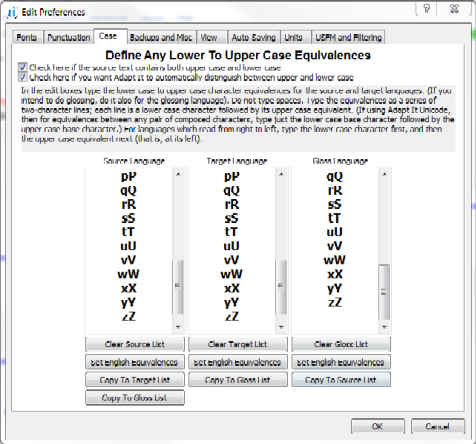 Edit Preferences
Fonts Punctuation Case Backups and Misc View Auto-Saving Units USFM and Filtering
Define Any Lower To Upper Case Equivalences
Check here if the source text contains both upper case and lower case
Check here if you want Adapt It to automatically distinguish between upper and lower case
In the edit boxes type the lower case to upper case character equivalences for the source and target languages. (If you
intend to do glossing, do it also for the glossing language). Do not type spaces. Type the equivalences as a series of
two-character lines; each line is a lower case character followed by its upper case equivalent. (If using Adapt It Unicode,
then for equivalences between any pair of composed characters, type just the lower case base character followed by the
upper case base character.) For languages which read from right to left, type the lower case character first, and then
the upper case equivalent next (that is, at its left).
Source Language Target Language Gloss Language
pP pP qQ
qQ qQ rR
rR rR sS
sS sS tT
tT tT uU
uU uU vV
vV vV wW
wW wW xX
xX xX yY
yY yY zZ
zZ zZ
Clear Source List Clear Target List Clear Gloss List
Set English Equivalences Set English Equivalences Set English Equivalences
Copy To Target List Copy To Gloss List Copy To Source List
Copy To Gloss List
OK Cancel